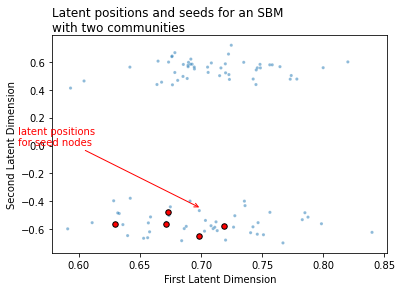 Latent positions and seeds for an SBM
with two communities
Second Latent Dimension
0.6
0.4
0.2
0.0
−0.2
−0.4
−0.6
latent positions
for seed nodes
0.60
0.65
0.70
0.75
0.80
0.85
First Latent Dimension